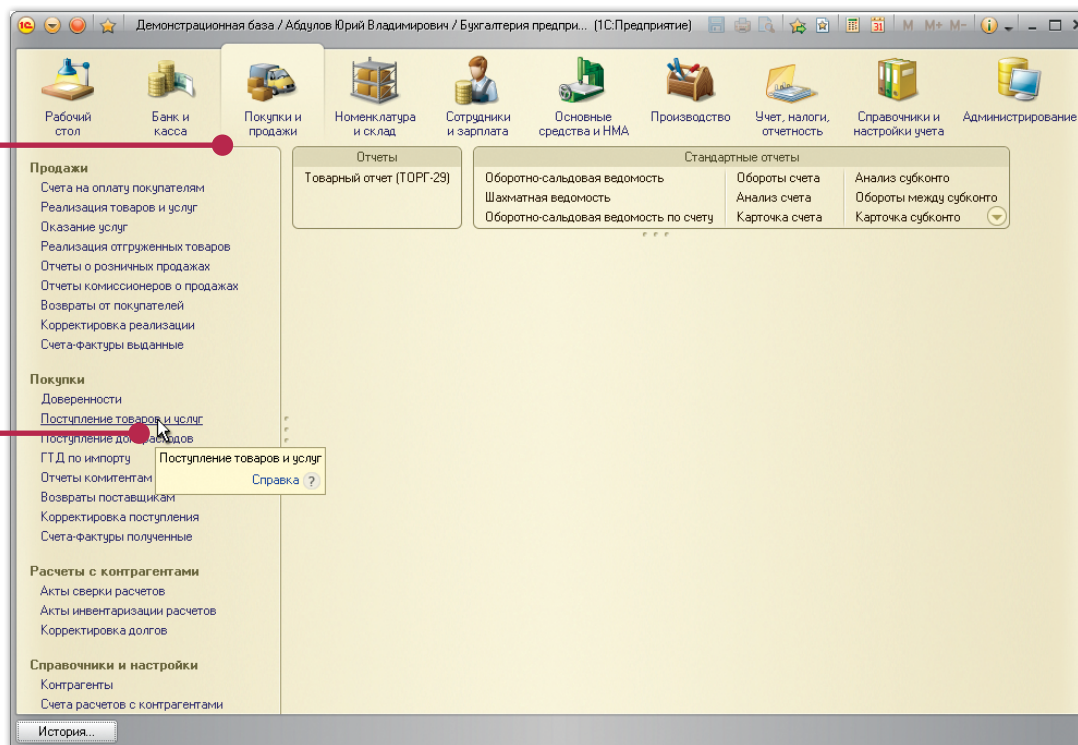 Демонстрационная база / Абдулов Юрий Владимирович / Бухгалтерия предпри... (1С:Предприятие)
M M+ M-
Рабочий стол
Банк и касса
Покупки и продажи
Номенклатура и склад
Сотрудники и зарплата
Основные средства и НМА
Производство
Учет, налоги, отчетность
Справочники и настройки учета
Администрирование
Продажи
Счета на оплату покупателям
Реализация товаров и услуг
Оказание услуг
Реализация отгруженных товаров
Отчеты о розничных продажах
Отчеты комиссионеров о продажах
Возвраты от покупателей
Корректировка реализации
Счета-фактуры выданные
Покупки
Доверенности
Поступление товаров и услуг
Поступление доп. расходов
ГТД по импорту
Отчеты комитентам
Возвраты поставщикам
Корректировка поступления
Счета-фактуры полученные
Расчеты с контрагентами
Акты сверки расчетов
Акты инвентаризации расчетов
Корректировка долгов
Справочники и настройки
Контрагенты
Счета расчетов с контрагентами
Поступление товаров и услуг
Справка ?
Отчеты
Товарный отчет (ТОРГ-29)
Стандартные отчеты
Оборотно-сальдовая ведомость
Шахматная ведомость
Оборотно-сальдовая ведомость по счету
Обороты счета
Анализ счета
Карточка счета
Анализ субконто
Обороты между субконто
Карточка субконто
История...